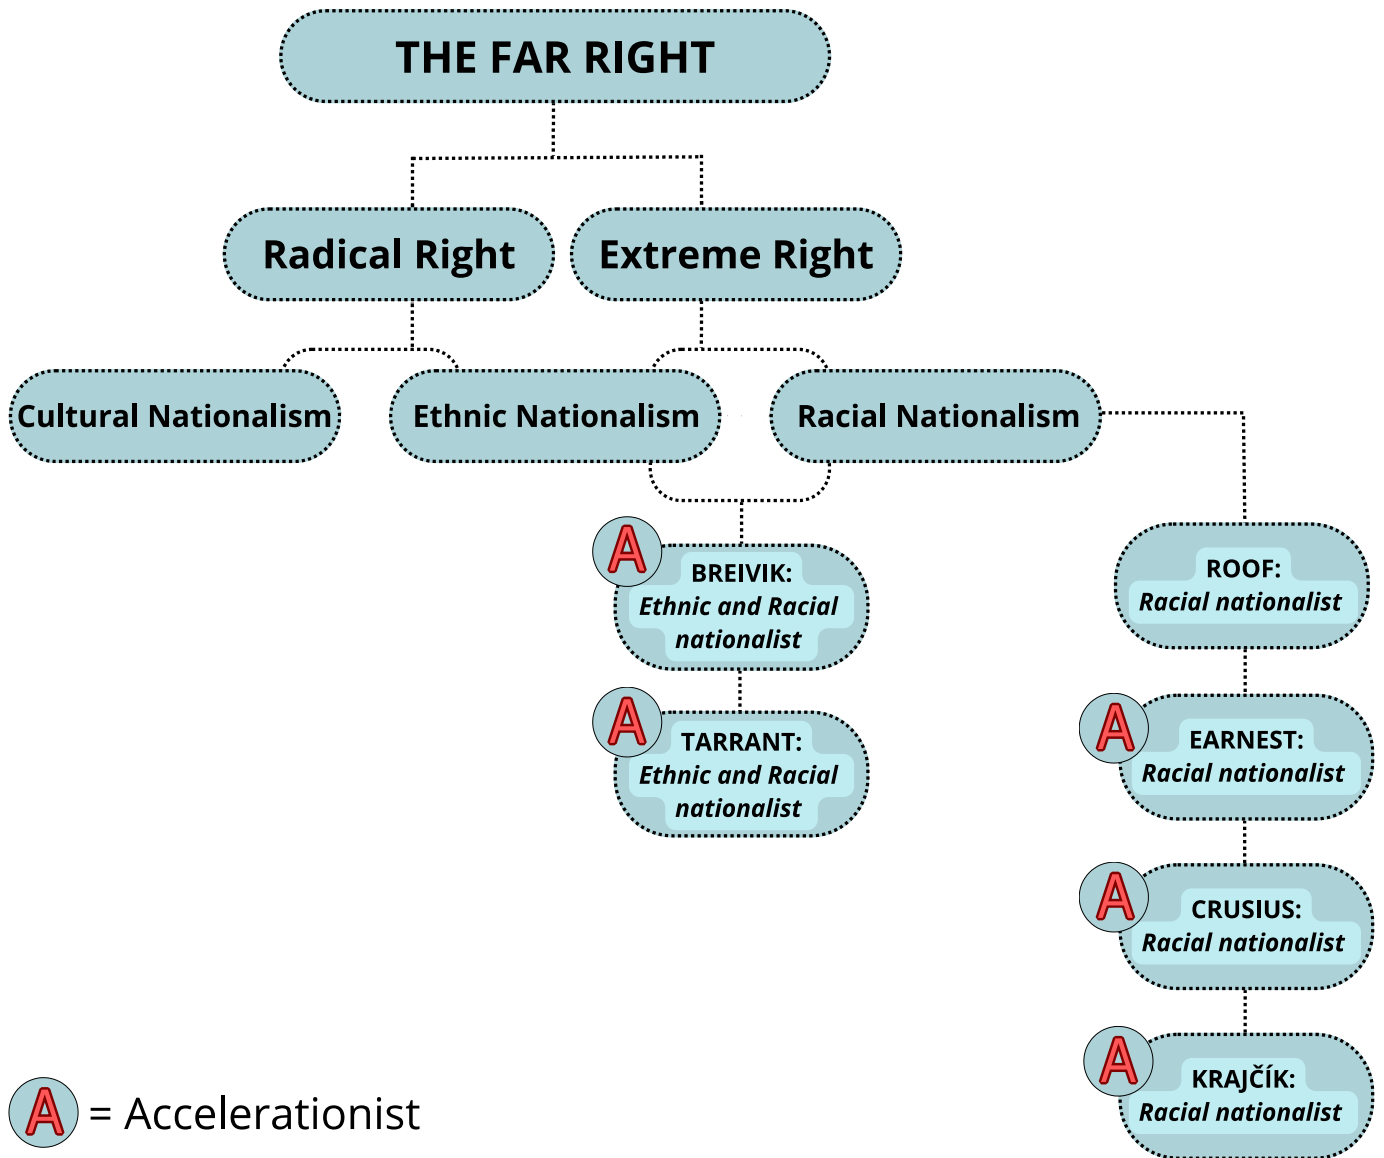 THE FAR RIGHT
Radical Right
Extreme Right
Cultural Nationalism
Ethnic Nationalism
Racial Nationalism
A
BREIVIK:
Ethnic and Racial
nationalist
A
TARRANT:
Ethnic and Racial
nationalist
ROOF:
Racial nationalist
A
EARNEST:
Racial nationalist
A
CRUSIUS:
Racial nationalist
A
KRAJČÍK:
Racial nationalist
A = Accelerationist